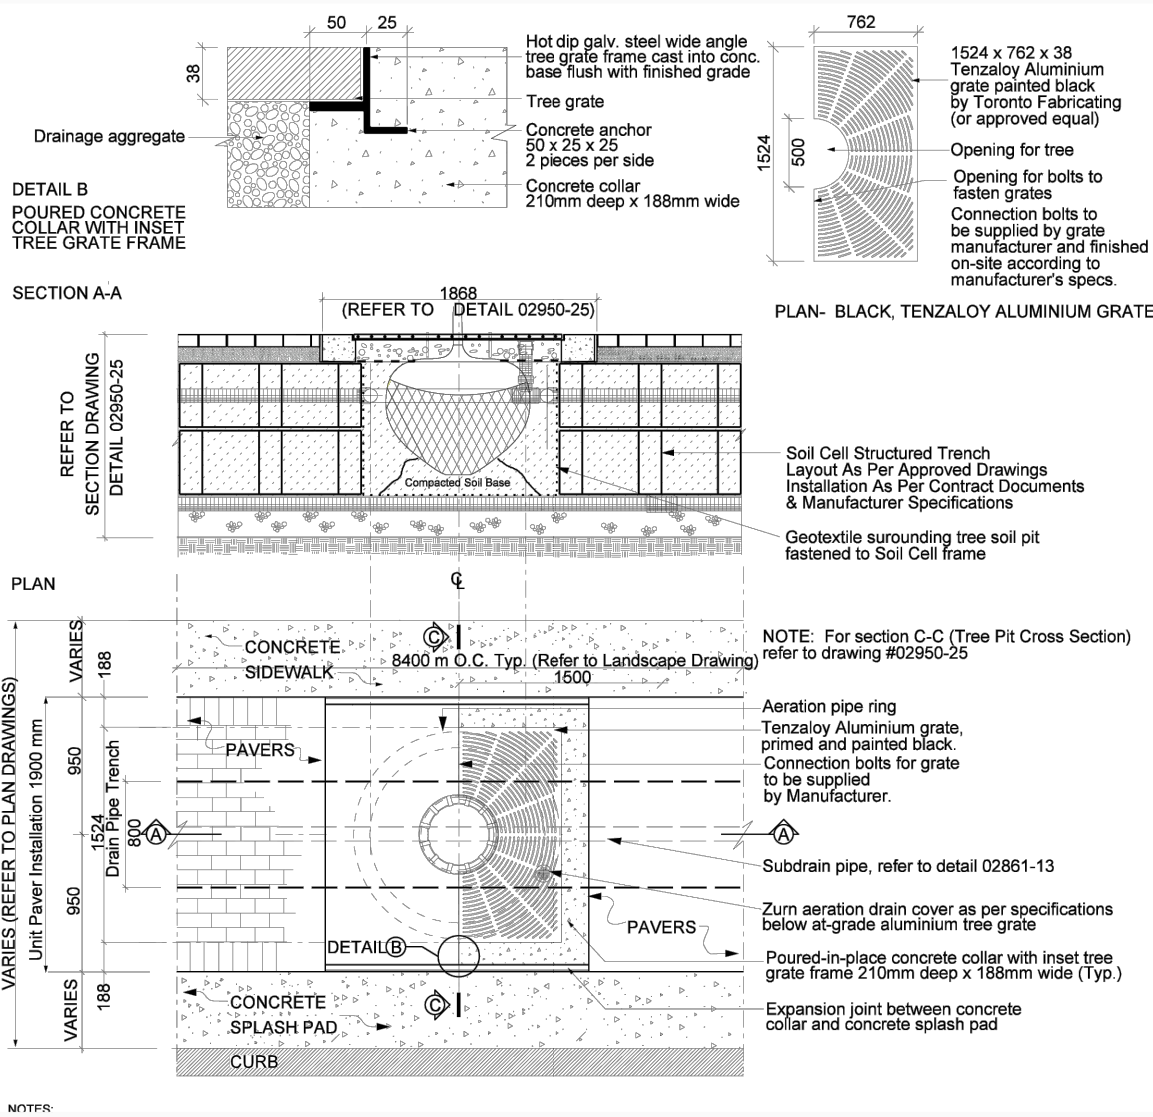 50
25
38
Hot dip galv. steel wide angle
tree grate frame cast into conc.
base flush with finished grade
Tree grate
Concrete anchor
50 x 25 x 25
2 pieces per side
Concrete collar
210mm deep x 188mm wide
Drainage aggregate
DETAIL B
POURED CONCRETE
COLLAR WITH INSET
TREE GRATE FRAME
762
1524
500
1524 x 762 x 38
Tenzaloy Aluminium
grate painted black
by Toronto Fabricating
(or approved equal)
Opening for tree
Opening for bolts to
fasten grates
Connection bolts to
be supplied by grate
manufacturer and finished
on-site according to
manufacturer's specs.
PLAN- BLACK, TENZALOY ALUMINIUM GRATE
SECTION A-A
1868
(REFER TO DETAIL 02950-25)
REFER TO
SECTION DRAWING
DETAIL 02950-25
Compacted Soil Base
Soil Cell Structured Trench
Layout As Per Approved Drawings
Installation As Per Contract Documents
& Manufacturer Specifications
Geotextile surounding tree soil pit
fastened to Soil Cell frame
PLAN
CL
C
CONCRETE
SIDEWALK
8400 m O.C. Typ. (Refer to Landscape Drawing)
1500
NOTE: For section C-C (Tree Pit Cross Section)
refer to drawing #02950-25
VARIES (REFER TO PLAN DRAWINGS)
Unit Paver Installation 1900 mm
VARIES
188
950
1524
Drain Pipe Trench
800
950
VARIES
188
PAVERS
A
A
Aeration pipe ring
Tenzaloy Aluminium grate,
primed and painted black.
Connection bolts for grate
to be supplied
by Manufacturer.
Subdrain pipe, refer to detail 02861-13
Zurn aeration drain cover as per specifications
below at-grade aluminium tree grate
PAVERS
DETAIL B
Poured-in-place concrete collar with inset tree
grate frame 210mm deep x 188mm wide (Typ.)
C
CONCRETE
SPLASH PAD
Expansion joint between concrete
collar and concrete splash pad
CURB
NOTES: